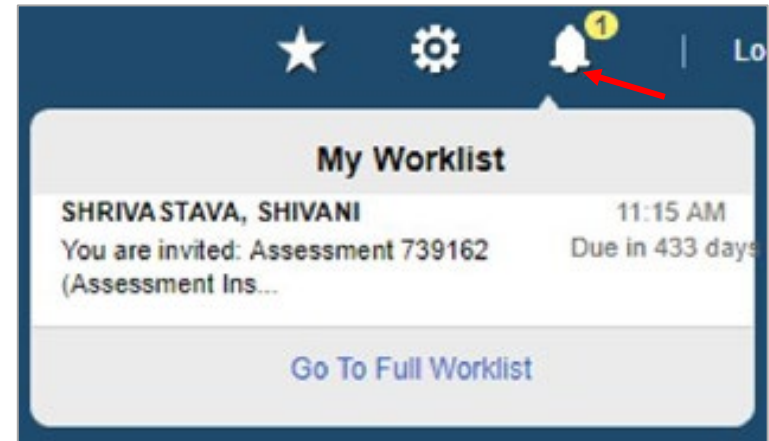 1
Lo
My Worklist
SHRIVASTAVA, SHIVANI 11:15 AM
You are invited: Assessment 739162 Due in 433 days
(Assessment Ins...
Go To Full Worklist